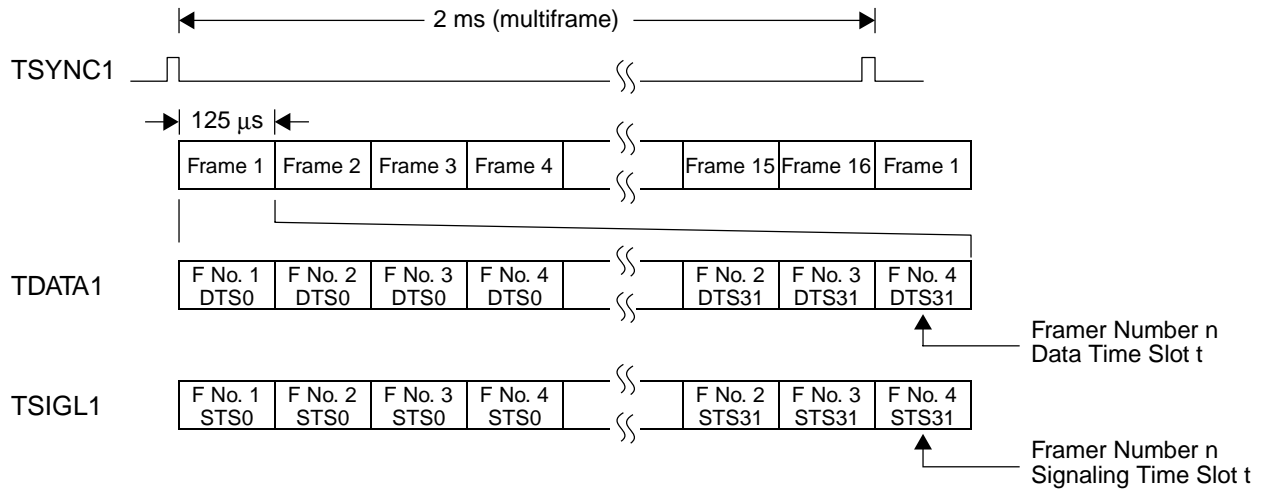 2 ms (multiframe)
TSYNC1
125 μs
Frame 1 Frame 2 Frame 3 Frame 4 Frame 15 Frame 16 Frame 1
TDATA1
F No. 1 F No. 2 F No. 3 F No. 4 F No. 2 F No. 3 F No. 4
DTS0 DTS0 DTS0 DTS0 DTS31 DTS31 DTS31
Framer Number n
Data Time Slot t
TSIGL1
F No. 1 F No. 2 F No. 3 F No. 4 F No. 2 F No. 3 F No. 4
STS0 STS0 STS0 STS0 STS31 STS31 STS31
Framer Number n
Signaling Time Slot t